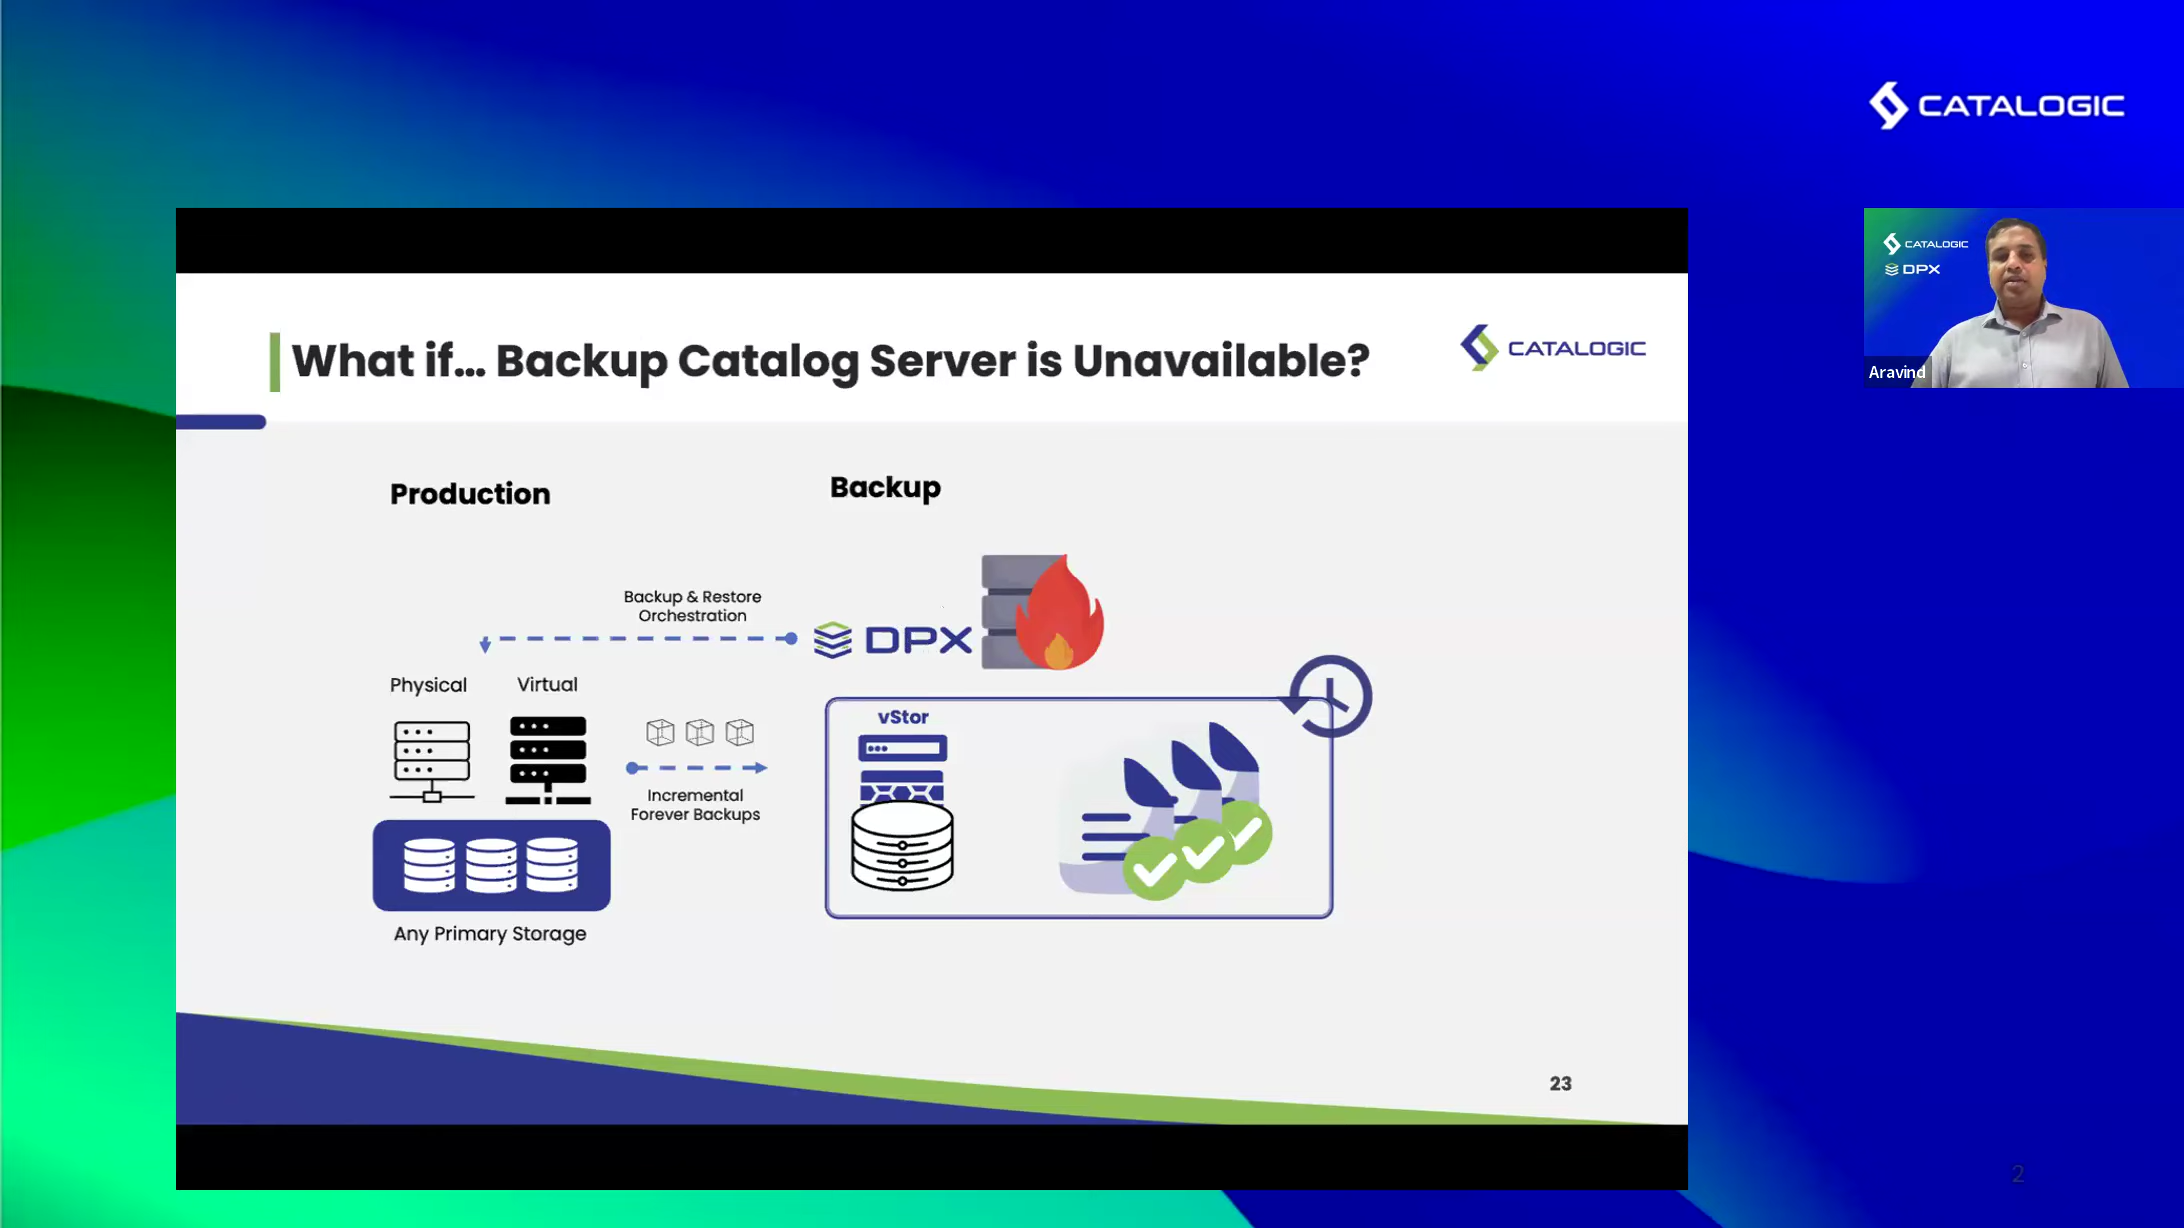 CATALOGIC
What if... Backup Catalog Server is Unavailable?
CATALOGIC
CATALOGIC
DPX
Aravind
Production
Backup
Backup & Restore
Orchestration
DPX
Physical
Virtual
vStor
Incremental
Forever Backups
Any Primary Storage
23
2